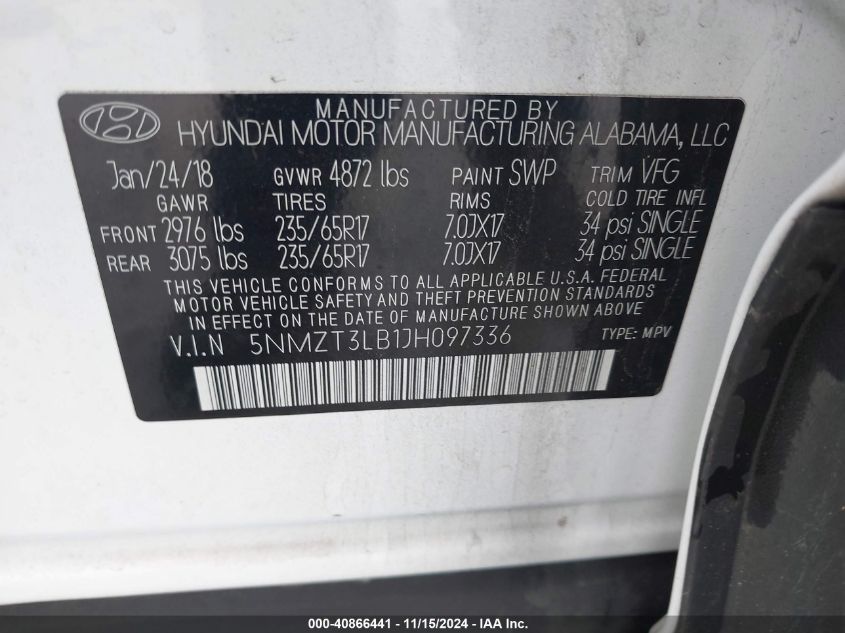 MANUFACTURED BY
HYUNDAI MOTOR MANUFACTURING ALABAMA, LLC
Jan/24/18 GVWR 4872 lbs PAINT SWP TRIM VFG
GAWR TIRES RIMS COLD TIRE INFL
FRONT 2976 lbs 235/65R17 7.0JX17 34 psi SINGLE
REAR 3075 lbs 235/65R17 7.0JX17 34 psi SINGLE
THIS VEHICLE CONFORMS TO ALL APPLICABLE U.S.A. FEDERAL
MOTOR VEHICLE SAFETY AND THEFT PREVENTION STANDARDS
IN EFFECT ON THE DATE OF MANUFACTURE SHOWN ABOVE
V.I.N 5NMZT3LB1JH097336 TYPE: MPV
000-40866441 - 11/15/2024 - IAA Inc.